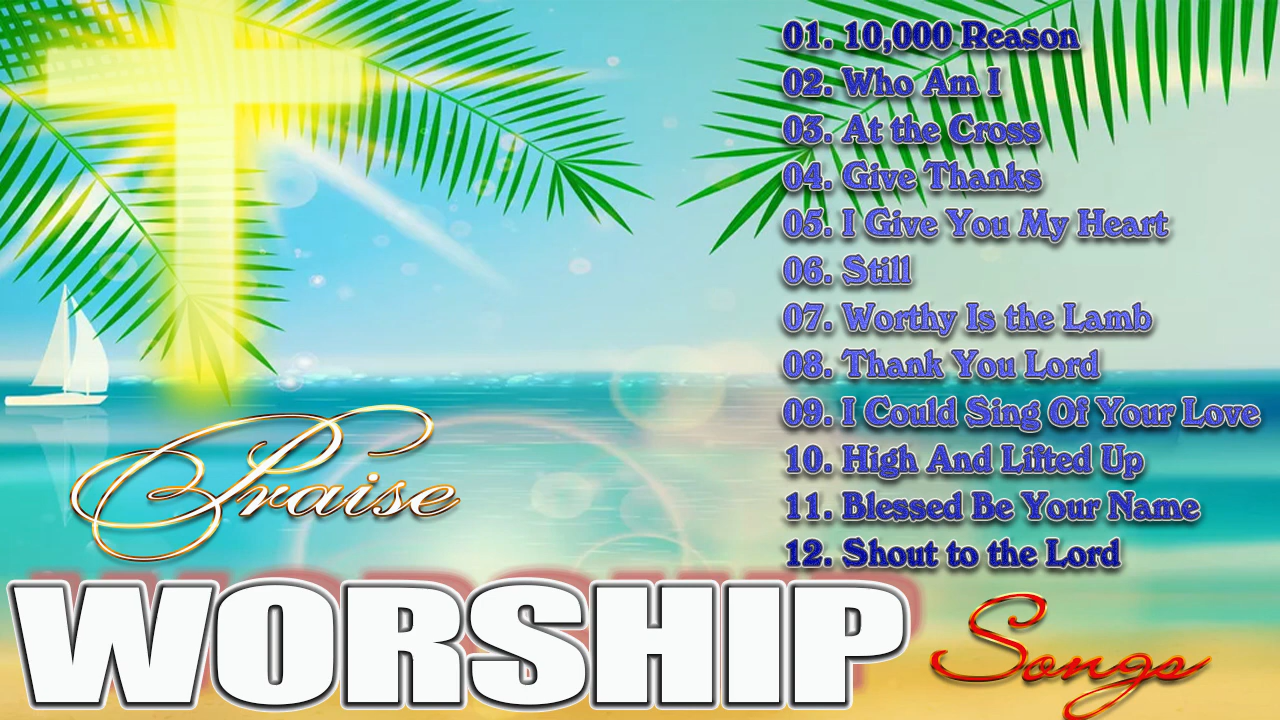 01. 10,000 Reason
02. Who Am I
03. At the Cross
04. Give Thanks
05. I Give You My Heart
06. Still
07. Worthy Is the Lamb
08. Thank You Lord
09. I Could Sing Of Your Love
10. High And Lifted Up
11. Blessed Be Your Name
12. Shout to the Lord
Praise
WORSHIP
Songs